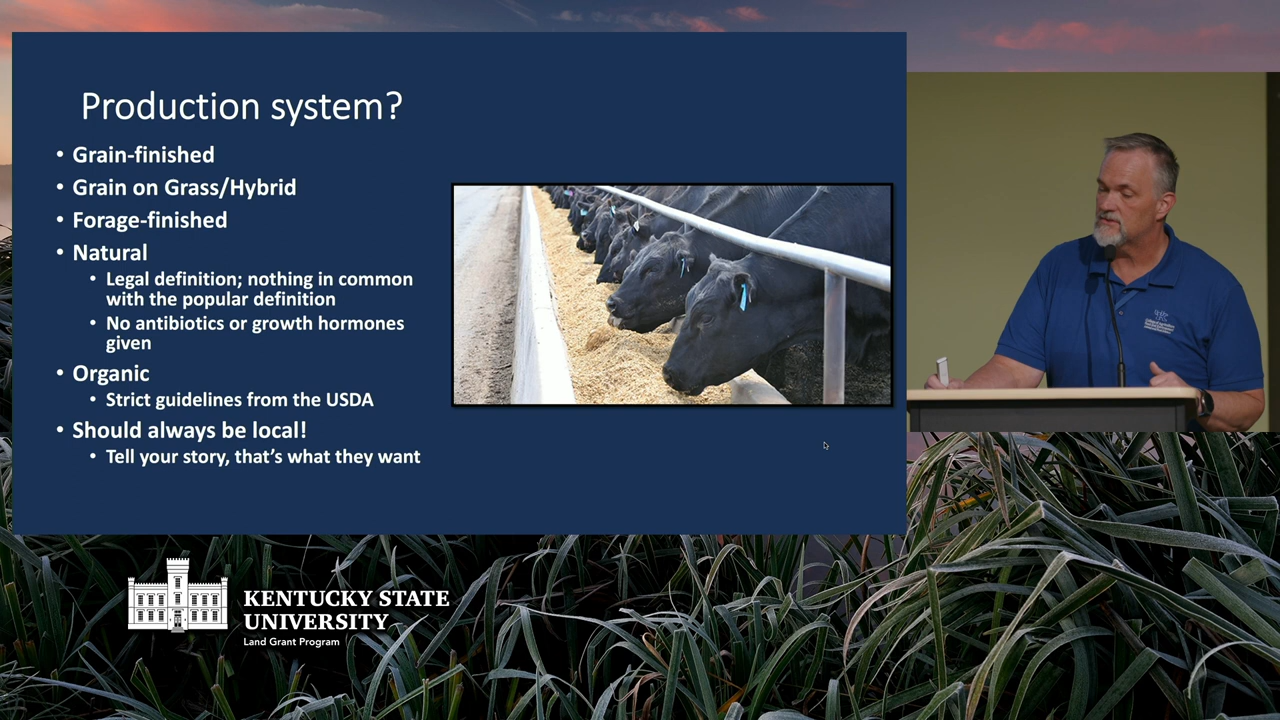 Production system?
• Grain-finished
• Grain on Grass/Hybrid
• Forage-finished
• Natural
• Legal definition; nothing in common
with the popular definition
• No antibiotics or growth hormones
given
• Organic
• Strict guidelines from the USDA
• Should always be local!
• Tell your story, that's what they want
KENTUCKY STATE
UNIVERSITY
Land Grant Program